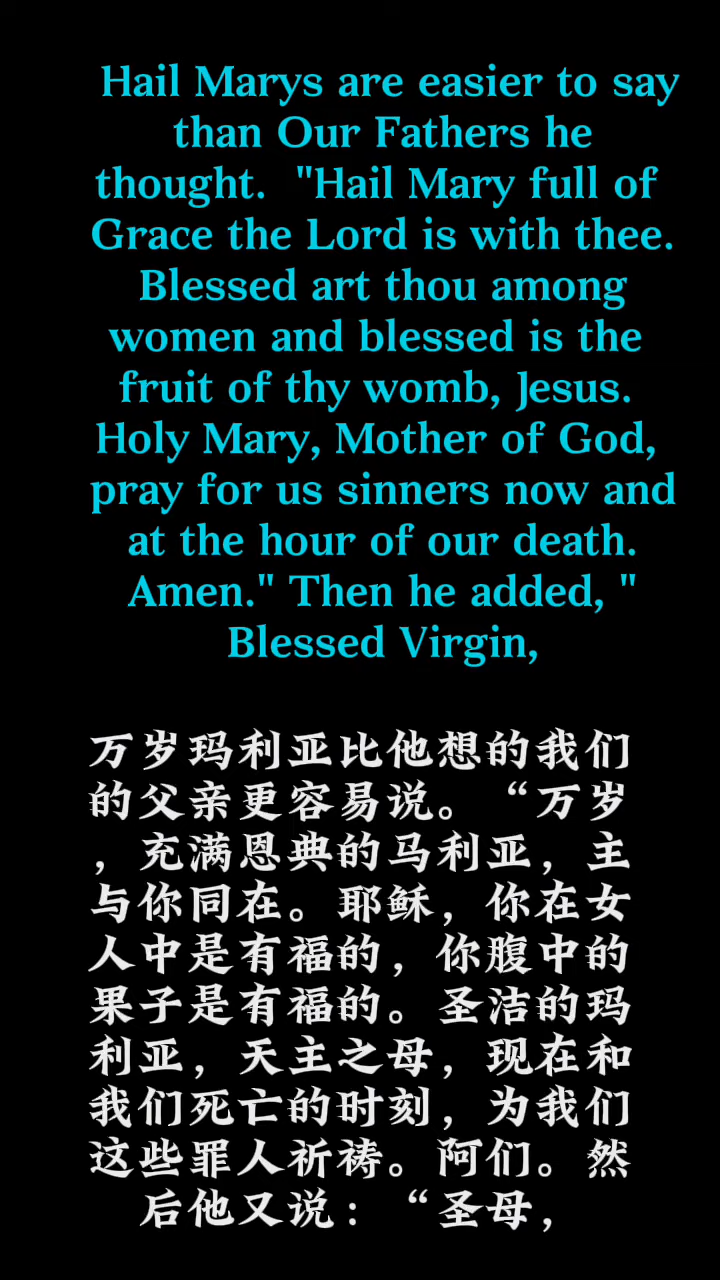 Hail Marys are easier to say
than Our Fathers he
thought. "Hail Mary full of
Grace the Lord is with thee.
Blessed art thou among
women and blessed is the
fruit of thy womb, Jesus.
Holy Mary, Mother of God,
pray for us sinners now and
at the hour of our death.
Amen." Then he added, "
Blessed Virgin,
万岁玛利亚比他想的我们
的父亲更容易说。“万岁
，充满恩典的马利亚，主
与你同在。耶稣，你在女
人中是有福的，你腹中的
果子是有福的。圣洁的玛
利亚，天主之母，现在和
我们死亡的时刻，为我们
这些罪人祈祷。阿们。然
后他又说：“圣母，